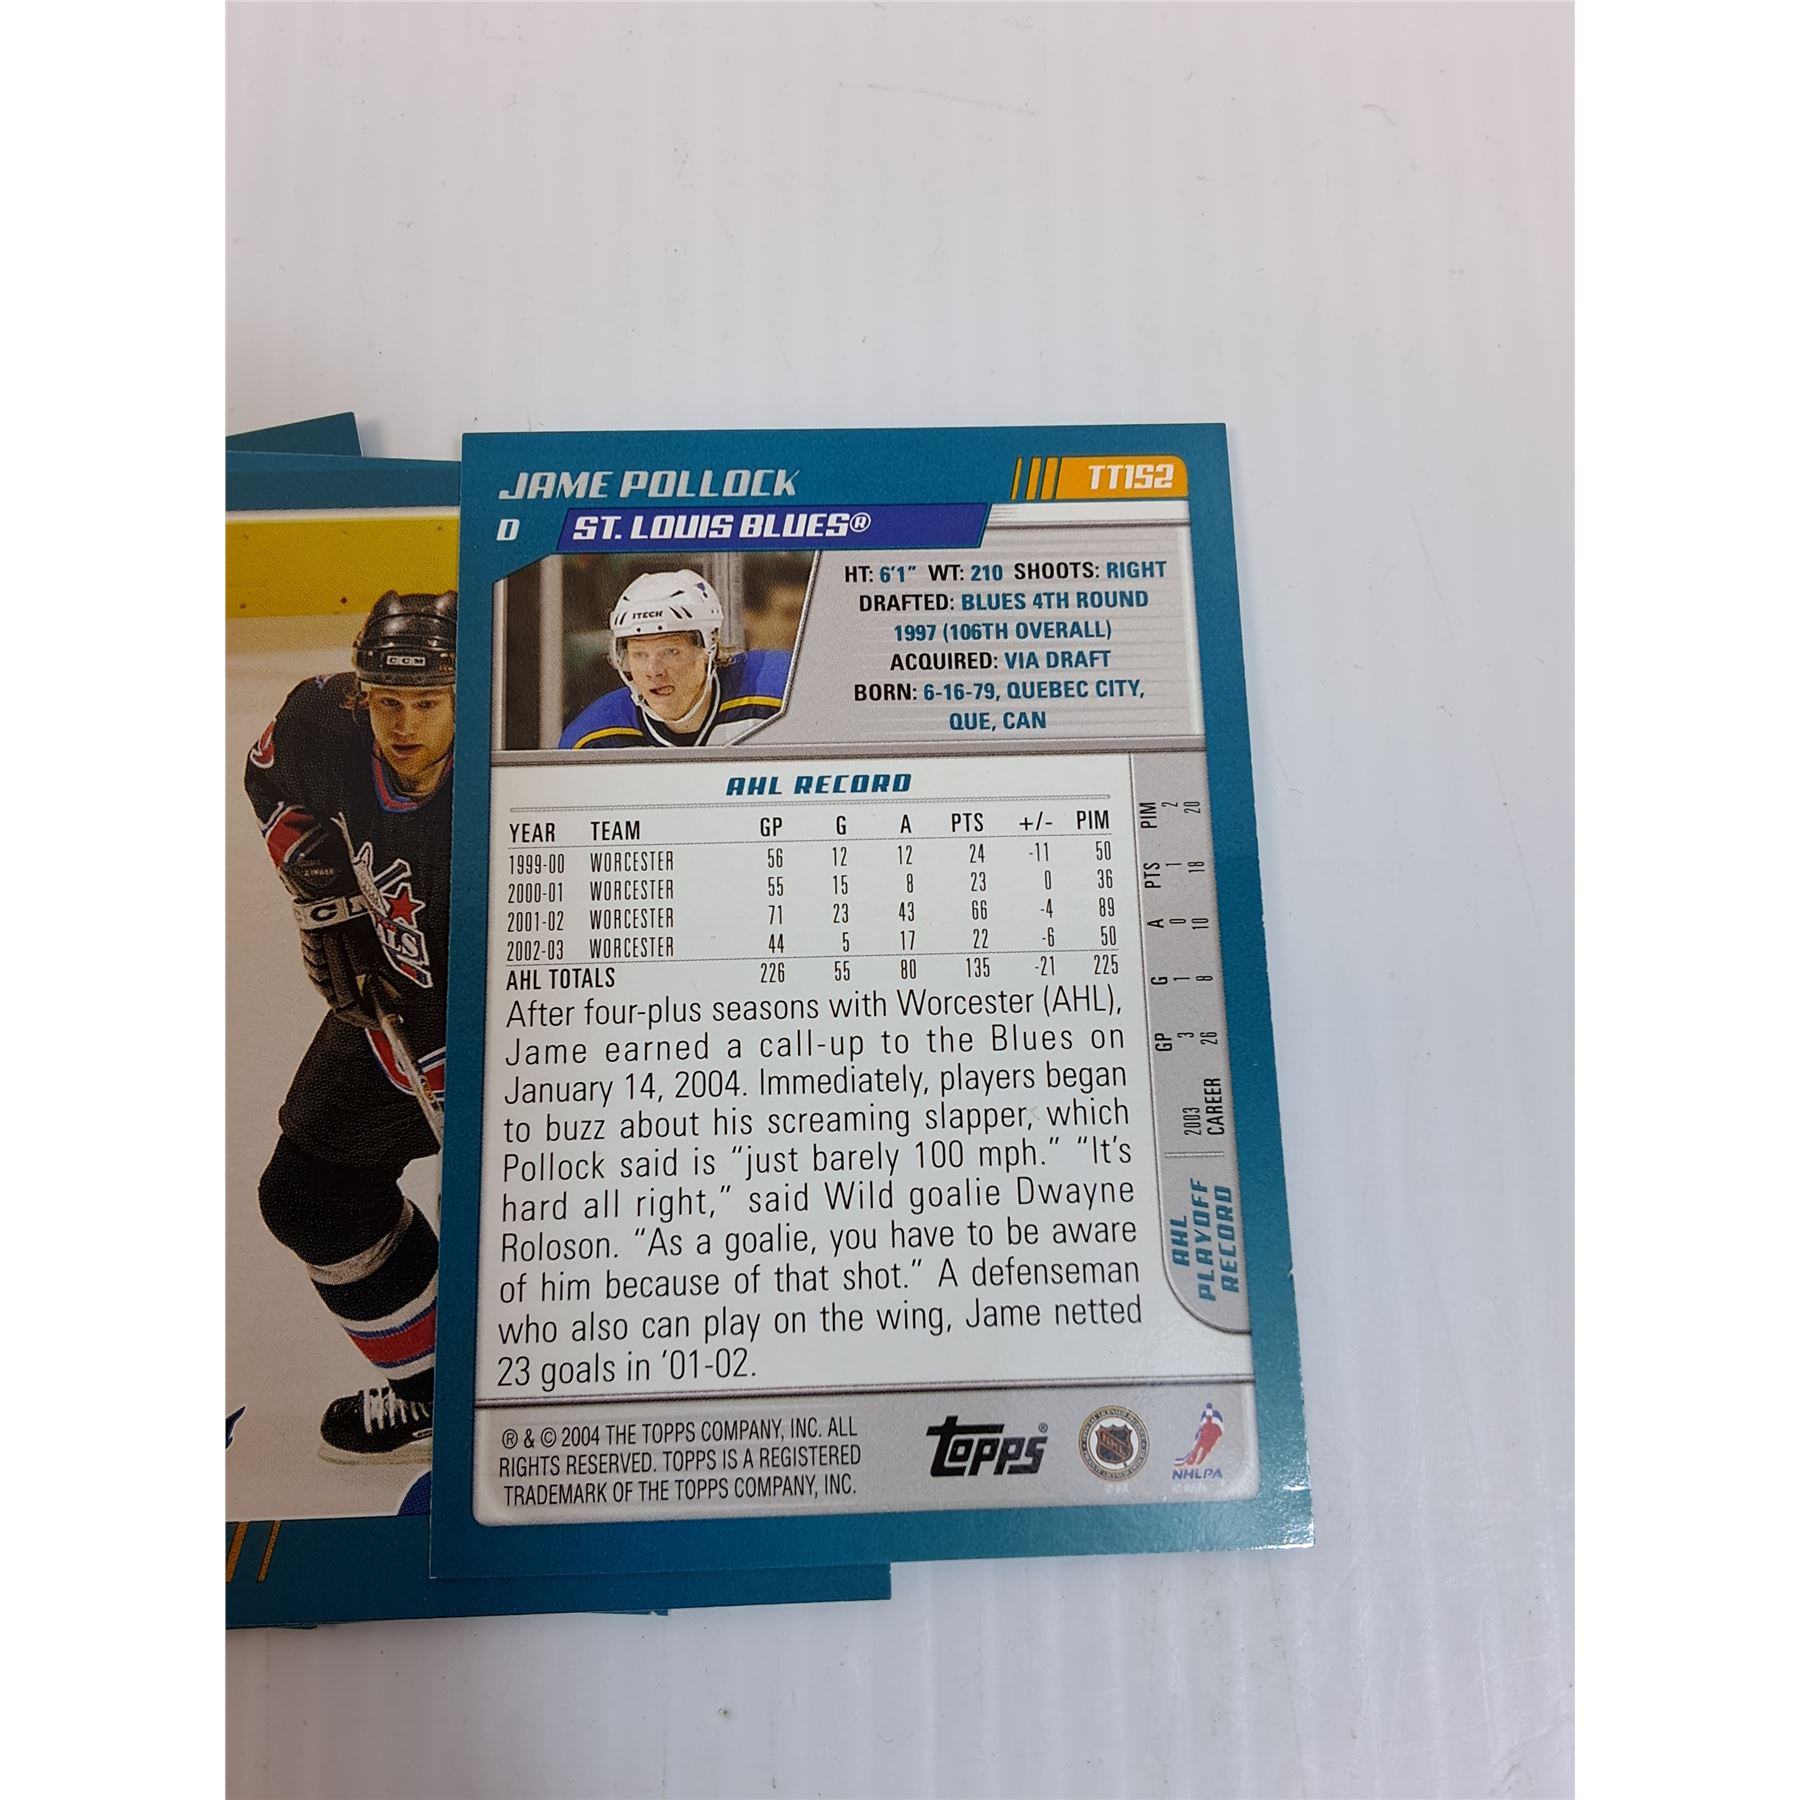 JAME POLLOCK
TT152
D
ST. LOUIS BLUES®
HT: 6'1" WT: 210 SHOOTS: RIGHT
DRAFTED: BLUES 4TH ROUND
1997 (106TH OVERALL)
ACQUIRED: VIA DRAFT
BORN: 6-16-79, QUEBEC CITY,
QUE, CAN
ITECH
CCM
AHL RECORD
YEAR TEAM GP G A PTS +/- PIM
1999-00 WORCESTER 56 12 12 24 -11 50
2000-01 WORCESTER 55 15 8 23 0 36
2001-02 WORCESTER 71 23 43 66 -4 89
2002-03 WORCESTER 44 5 17 22 -6 50
AHL TOTALS 226 55 80 135 -21 225
AHL
PLAYOFF
RECORD
GP G A PTS PIM
2003 3 1 0 1 2
CAREER 26 8 10 18 20
After four-plus seasons with Worcester (AHL),
Jame earned a call-up to the Blues on
January 14, 2004. Immediately, players began
to buzz about his screaming slapper, which
Pollock said is "just barely 100 mph." "It's
hard all right," said Wild goalie Dwayne
Roloson. "As a goalie, you have to be aware
of him because of that shot." A defenseman
who also can play on the wing, Jame netted
23 goals in '01-02.
® & © 2004 THE TOPPS COMPANY, INC. ALL
RIGHTS RESERVED. TOPPS IS A REGISTERED
TRADEMARK OF THE TOPPS COMPANY, INC.
topps®
NHL
NHLPA